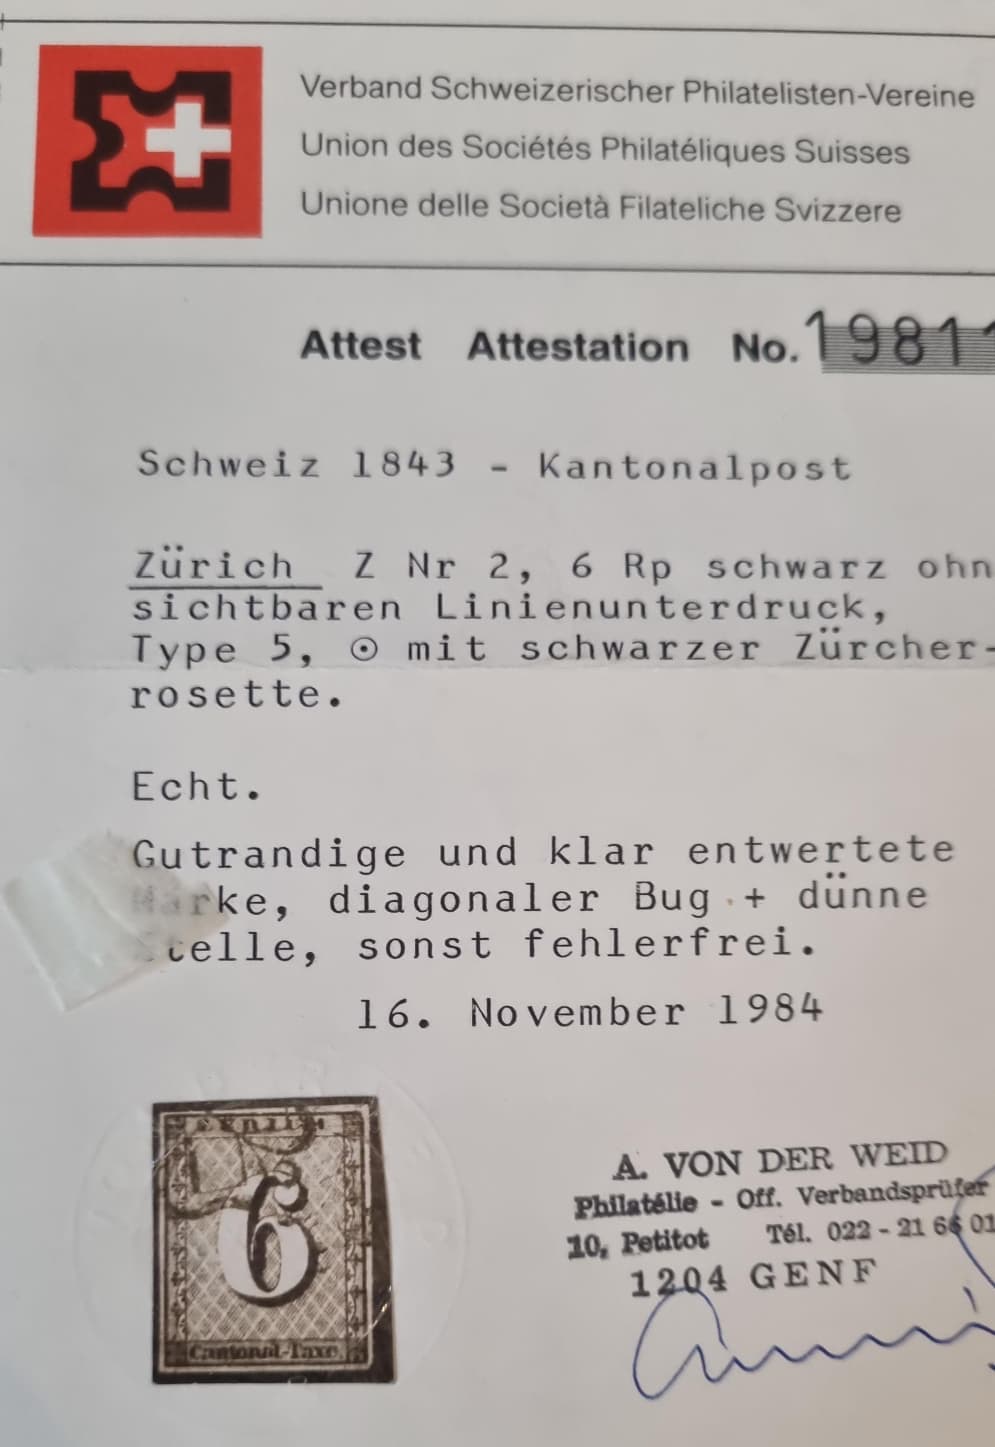 Verband Schweizerischer Philatelisten-Vereine
Union des Sociétés Philatéliques Suisses
Unione delle Società Filateliche Svizzere
Attest Attestation No. 1981
Schweiz 1843 - Kantonalpost
Zürich Z Nr 2, 6 Rp schwarz ohn
sichtbaren Linienunterdruck,
Type 5, ⊙ mit schwarzer Zürcher-
rosette.
Echt.
Gutrandige und klar entwertete
Marke, diagonaler Bug + dünne
Stelle, sonst fehlerfrei.
16. November 1984
6
Cantonal-Taxe.
A. VON DER WEID
Philatélie - Off. Verbandsprüfer
10, Petitot Tél. 022 - 21 66 01
1204 GENF